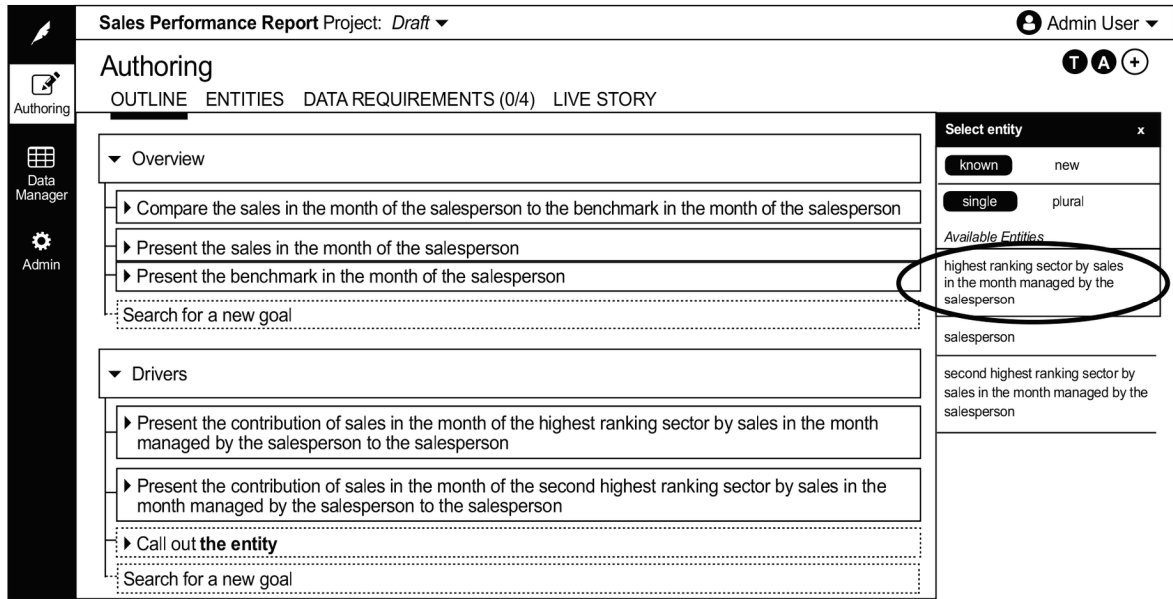 Sales Performance Report Project: Draft
Admin User
Authoring
T A +
OUTLINE ENTITIES DATA REQUIREMENTS (0/4) LIVE STORY
Authoring
Data
Manager
Admin
Overview
Compare the sales in the month of the salesperson to the benchmark in the month of the salesperson
Present the sales in the month of the salesperson
Present the benchmark in the month of the salesperson
Search for a new goal
Drivers
Present the contribution of sales in the month of the highest ranking sector by sales in the month
managed by the salesperson to the salesperson
Present the contribution of sales in the month of the second highest ranking sector by sales in the
month managed by the salesperson to the salesperson
Call out the entity
Search for a new goal
Select entity x
known new
single plural
Available Entities
highest ranking sector by sales
in the month managed by the
salesperson
salesperson
second highest ranking sector by
sales in the month managed by the
salesperson